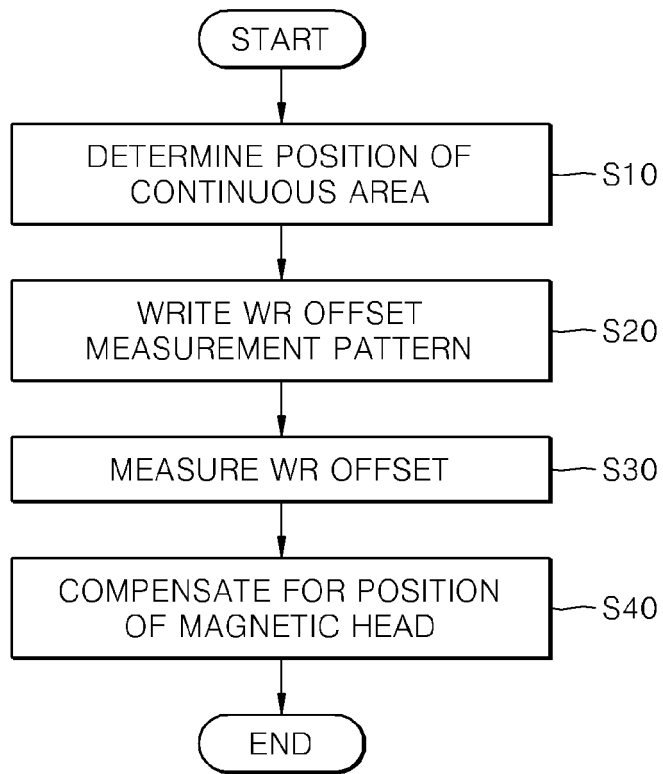 START
DETERMINE POSITION OF
CONTINUOUS AREA
S10
WRITE WR OFFSET
MEASUREMENT PATTERN
S20
MEASURE WR OFFSET
S30
COMPENSATE FOR POSITION
OF MAGNETIC HEAD
S40
END